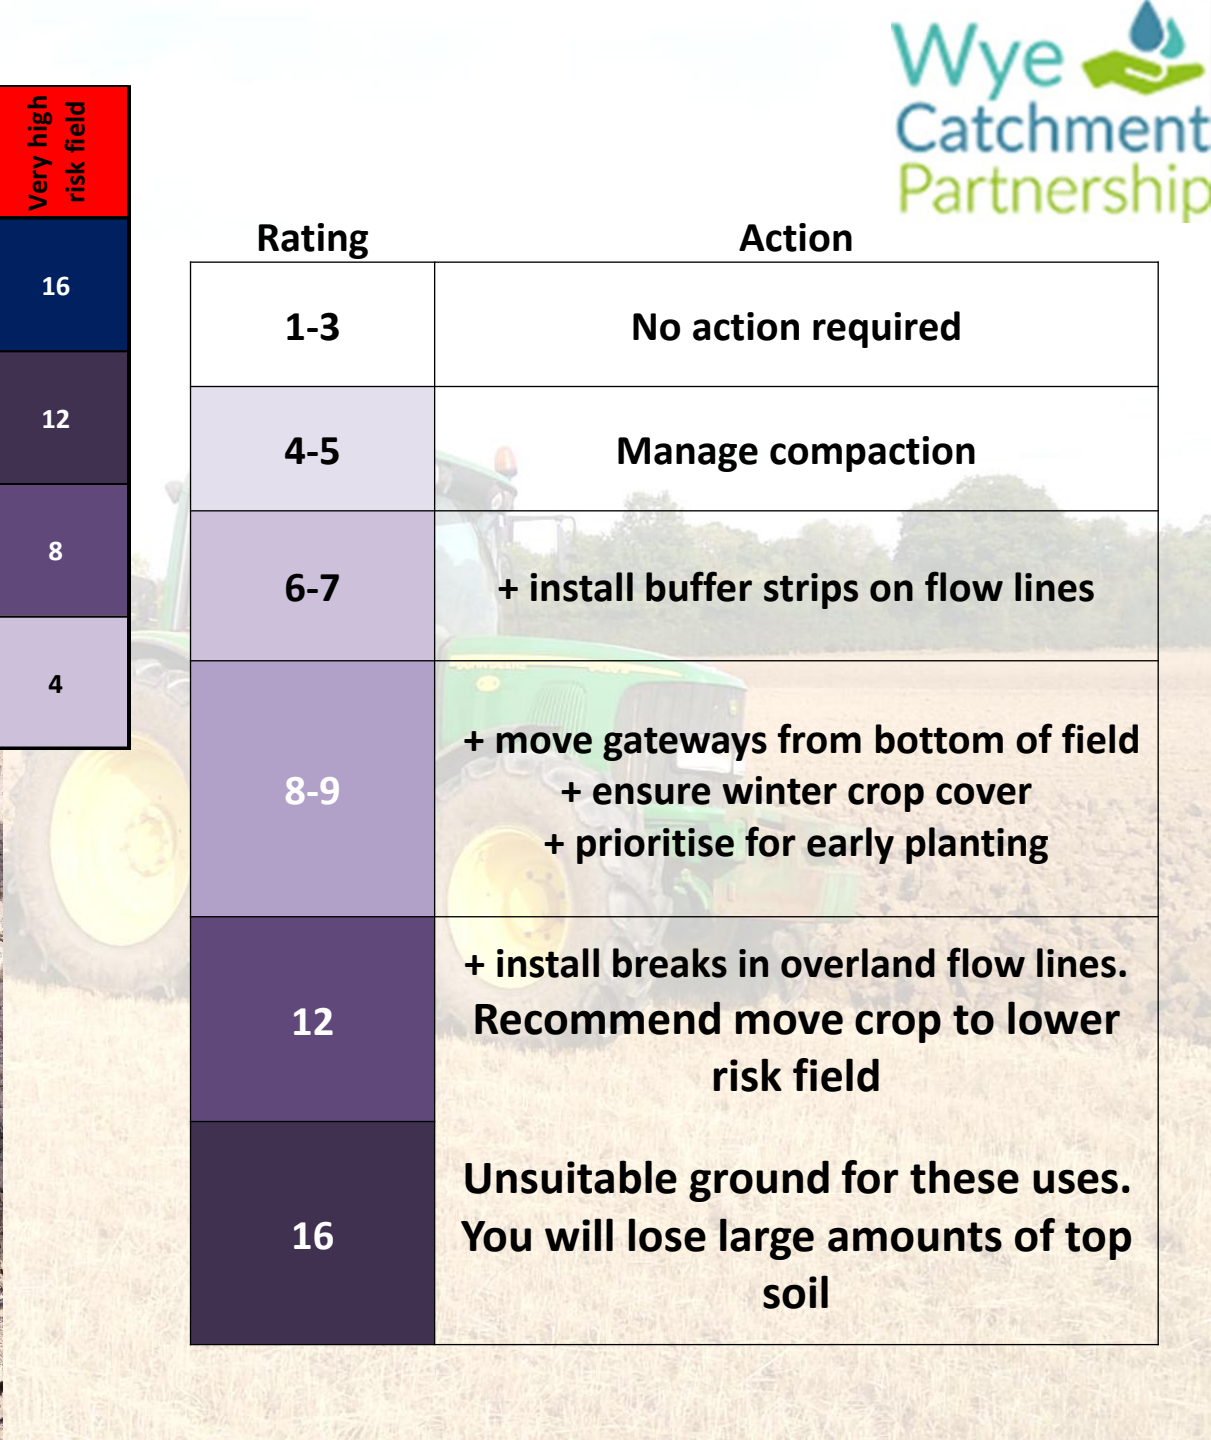 Wye
Catchment
Partnership
Very high
risk field
16
12
8
4
Rating
Action
1-3
No action required
4-5
Manage compaction
6-7
+ install buffer strips on flow lines
8-9
+ move gateways from bottom of field
+ ensure winter crop cover
+ prioritise for early planting
12
+ install breaks in overland flow lines.
Recommend move crop to lower
risk field
16
Unsuitable ground for these uses.
You will lose large amounts of top
soil